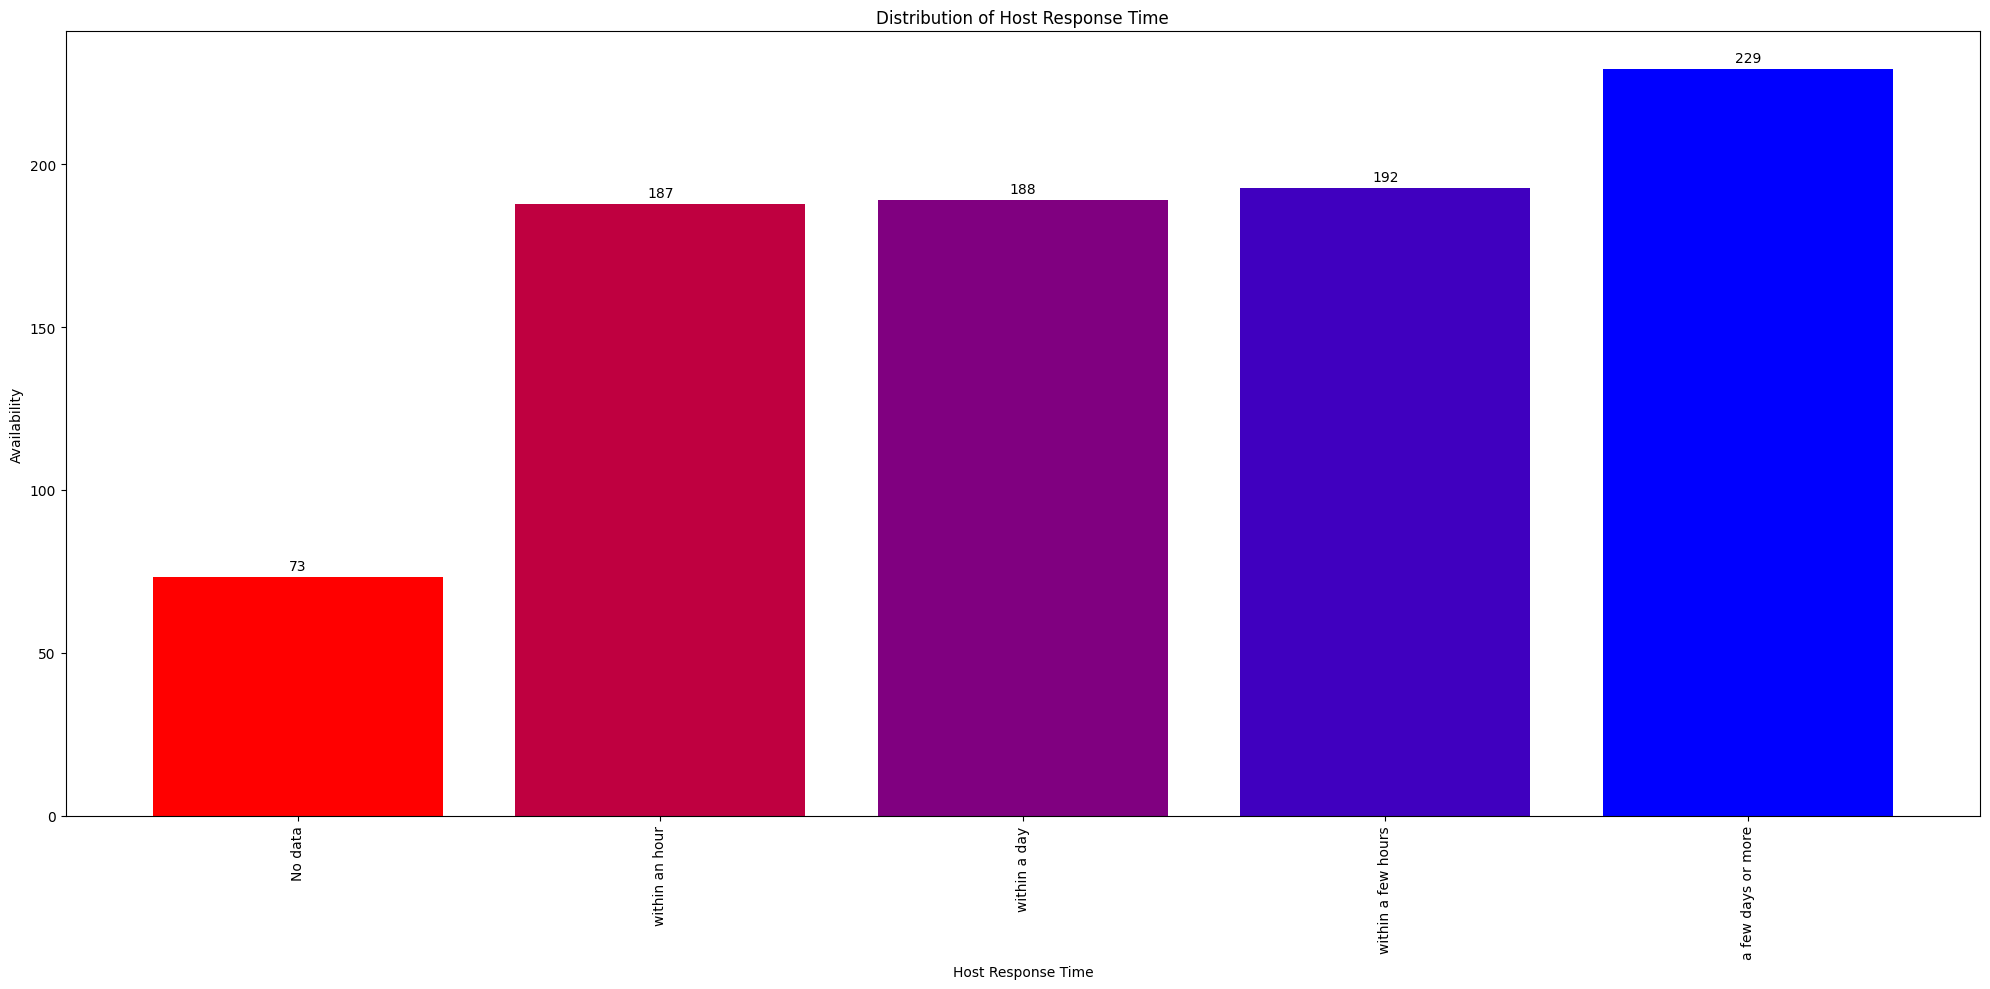 Distribution of Host Response Time
229
200
192
188
187
150
Availability
100
73
50
0
No data
within an hour
within a day
within a few hours
a few days or more
Host Response Time